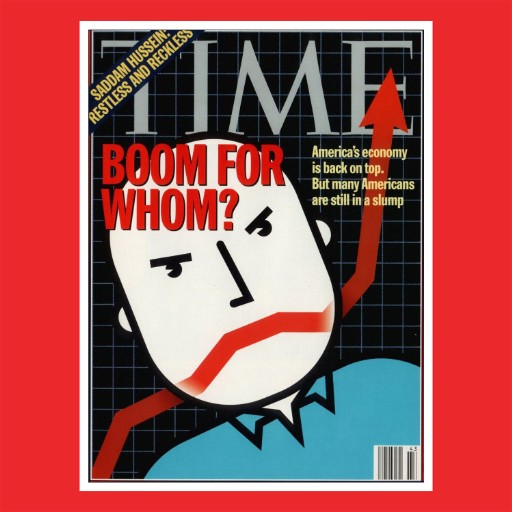 SADDAM HUSSEIN:
RESTLESS AND RECKLESS
TIME
BOOM FOR
WHOM?
America's economy
is back on top.
But many Americans
are still in a slump
43